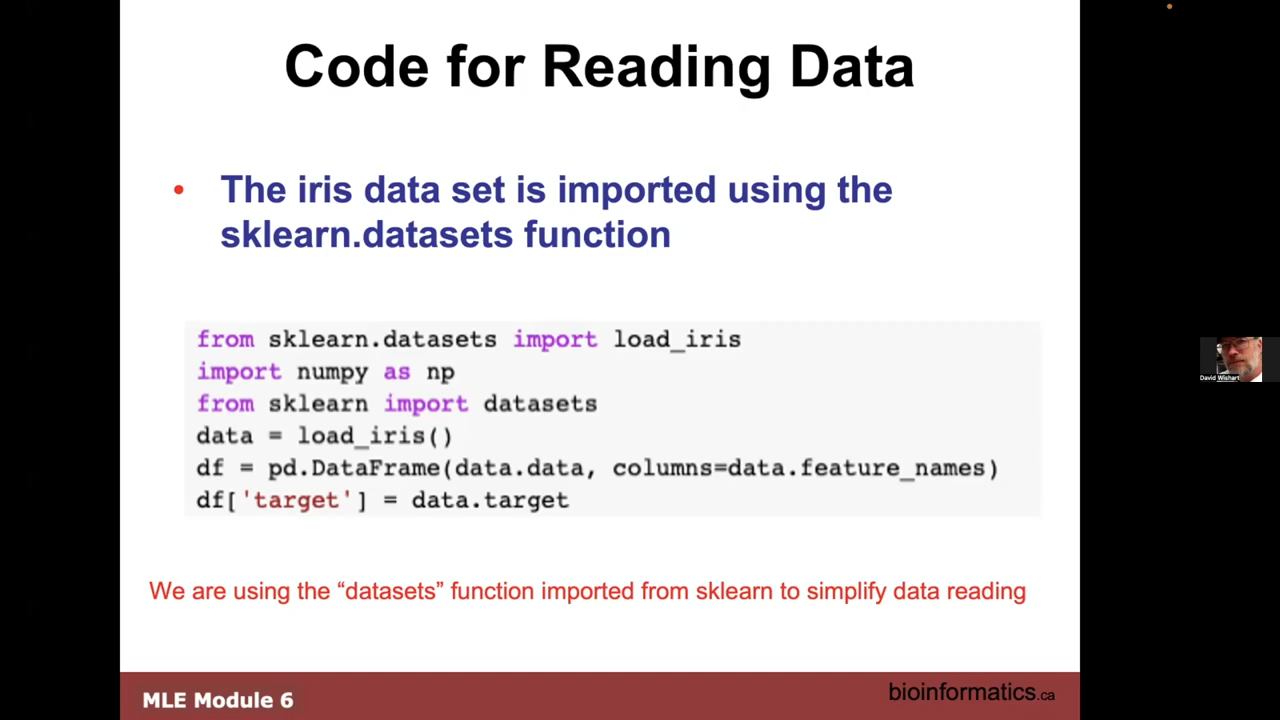 Code for Reading Data
• The iris data set is imported using the
sklearn.datasets function
from sklearn.datasets import load_iris
import numpy as np
from sklearn import datasets
data = load_iris()
df = pd.DataFrame(data.data, columns=data.feature_names)
df['target'] = data.target
David Wishart
We are using the “datasets” function imported from sklearn to simplify data reading
MLE Module 6
bioinformatics.ca